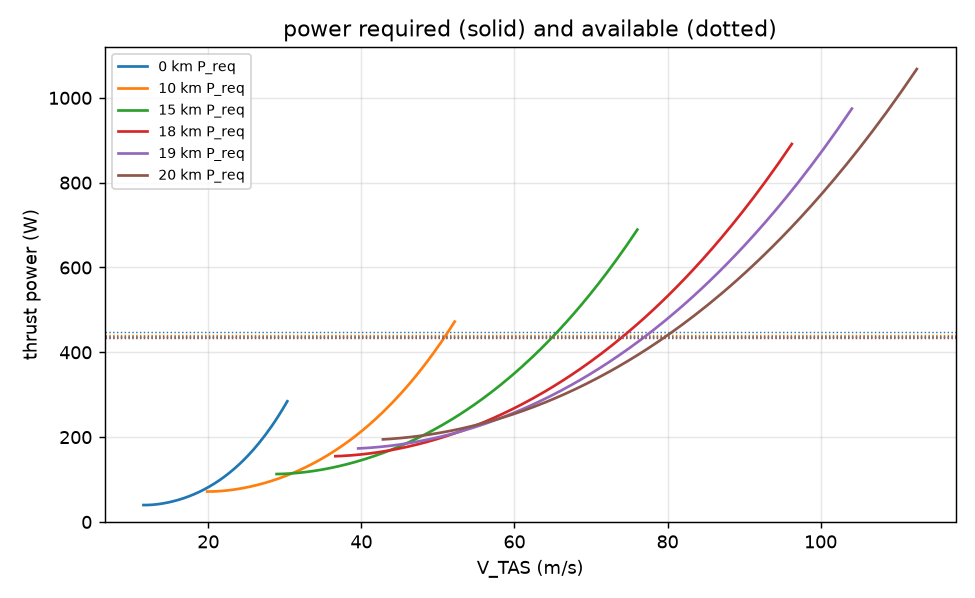 power required (solid) and available (dotted)
0 km P_req
10 km P_req
15 km P_req
18 km P_req
19 km P_req
20 km P_req
thrust power (W)
1000
800
600
400
200
0
20 40 60 80 100
V_TAS (m/s)